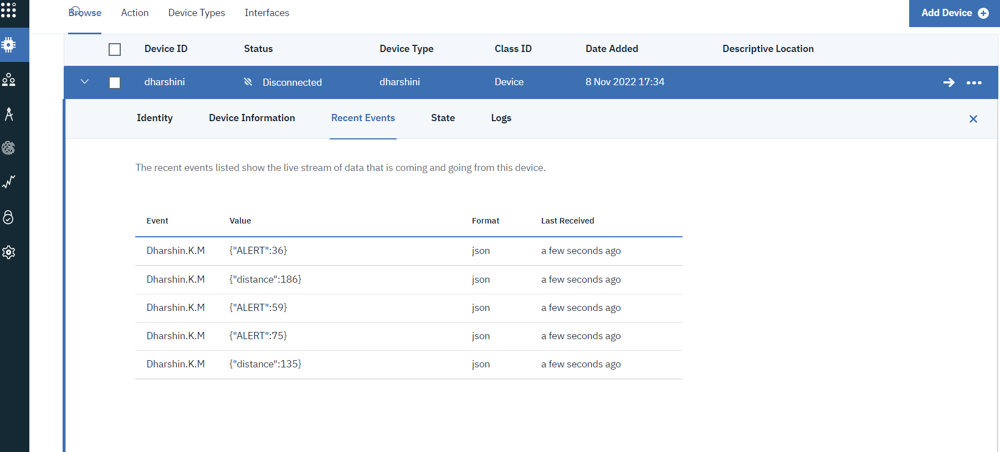 Browse Action Device Types Interfaces Add Device
Device ID Status Device Type Class ID Date Added Descriptive Location
dharshini Disconnected dharshini Device 8 Nov 2022 17:34
Identity Device Information Recent Events State Logs
The recent events listed show the live stream of data that is coming and going from this device.
Event Value Format Last Received
Dharshin.K.M {"ALERT":36} json a few seconds ago
Dharshin.K.M {"distance":186} json a few seconds ago
Dharshin.K.M {"ALERT":59} json a few seconds ago
Dharshin.K.M {"ALERT":75} json a few seconds ago
Dharshin.K.M {"distance":135} json a few seconds ago